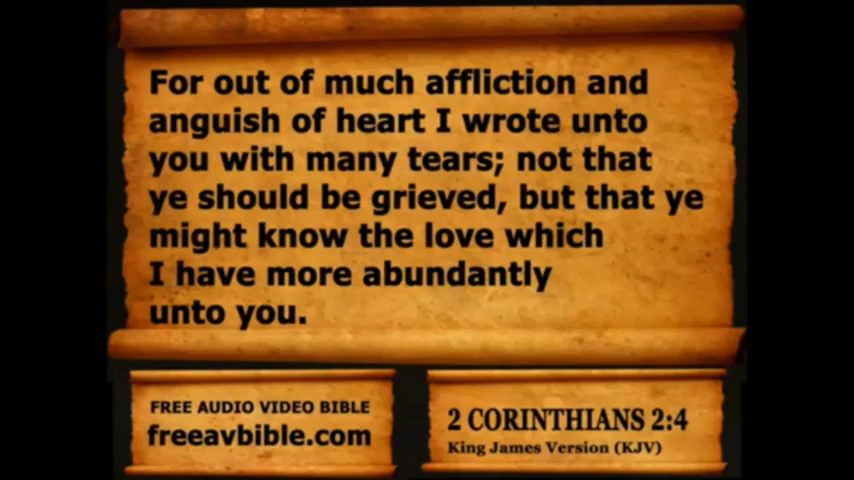 For out of much affliction and
anguish of heart I wrote unto
you with many tears; not that
ye should be grieved, but that ye
might know the love which
I have more abundantly
unto you.
FREE AUDIO VIDEO BIBLE
freeavbible.com
2 CORINTHIANS 2:4
King James Version (KJV)